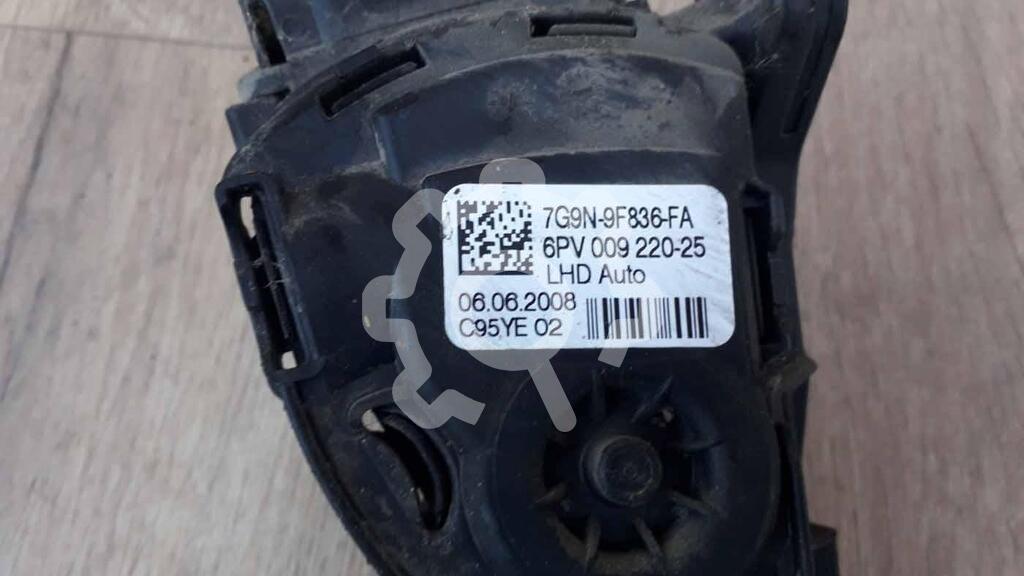 7G9N-9F836-FA
6PV 009 220-25
LHD Auto
06.06.2008
C95YE 02